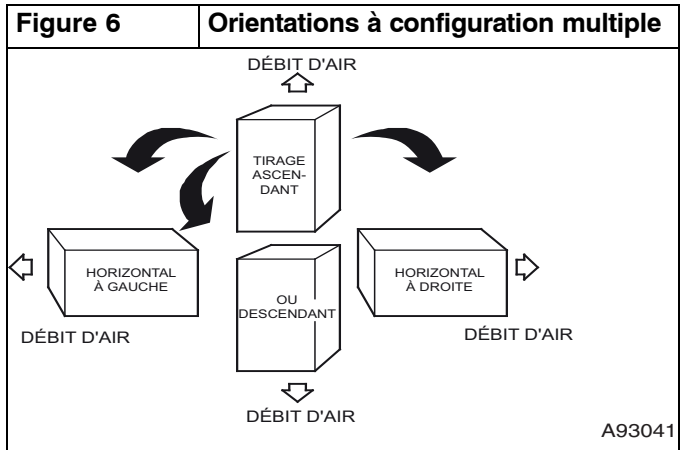 Figure 6
Orientations à configuration multiple
DÉBIT D'AIR
TIRAGE
ASCEN-
DANT
HORIZONTAL
À GAUCHE
HORIZONTAL
À DROITE
OU
DESCENDANT
DÉBIT D'AIR
DÉBIT D'AIR
DÉBIT D'AIR
A93041